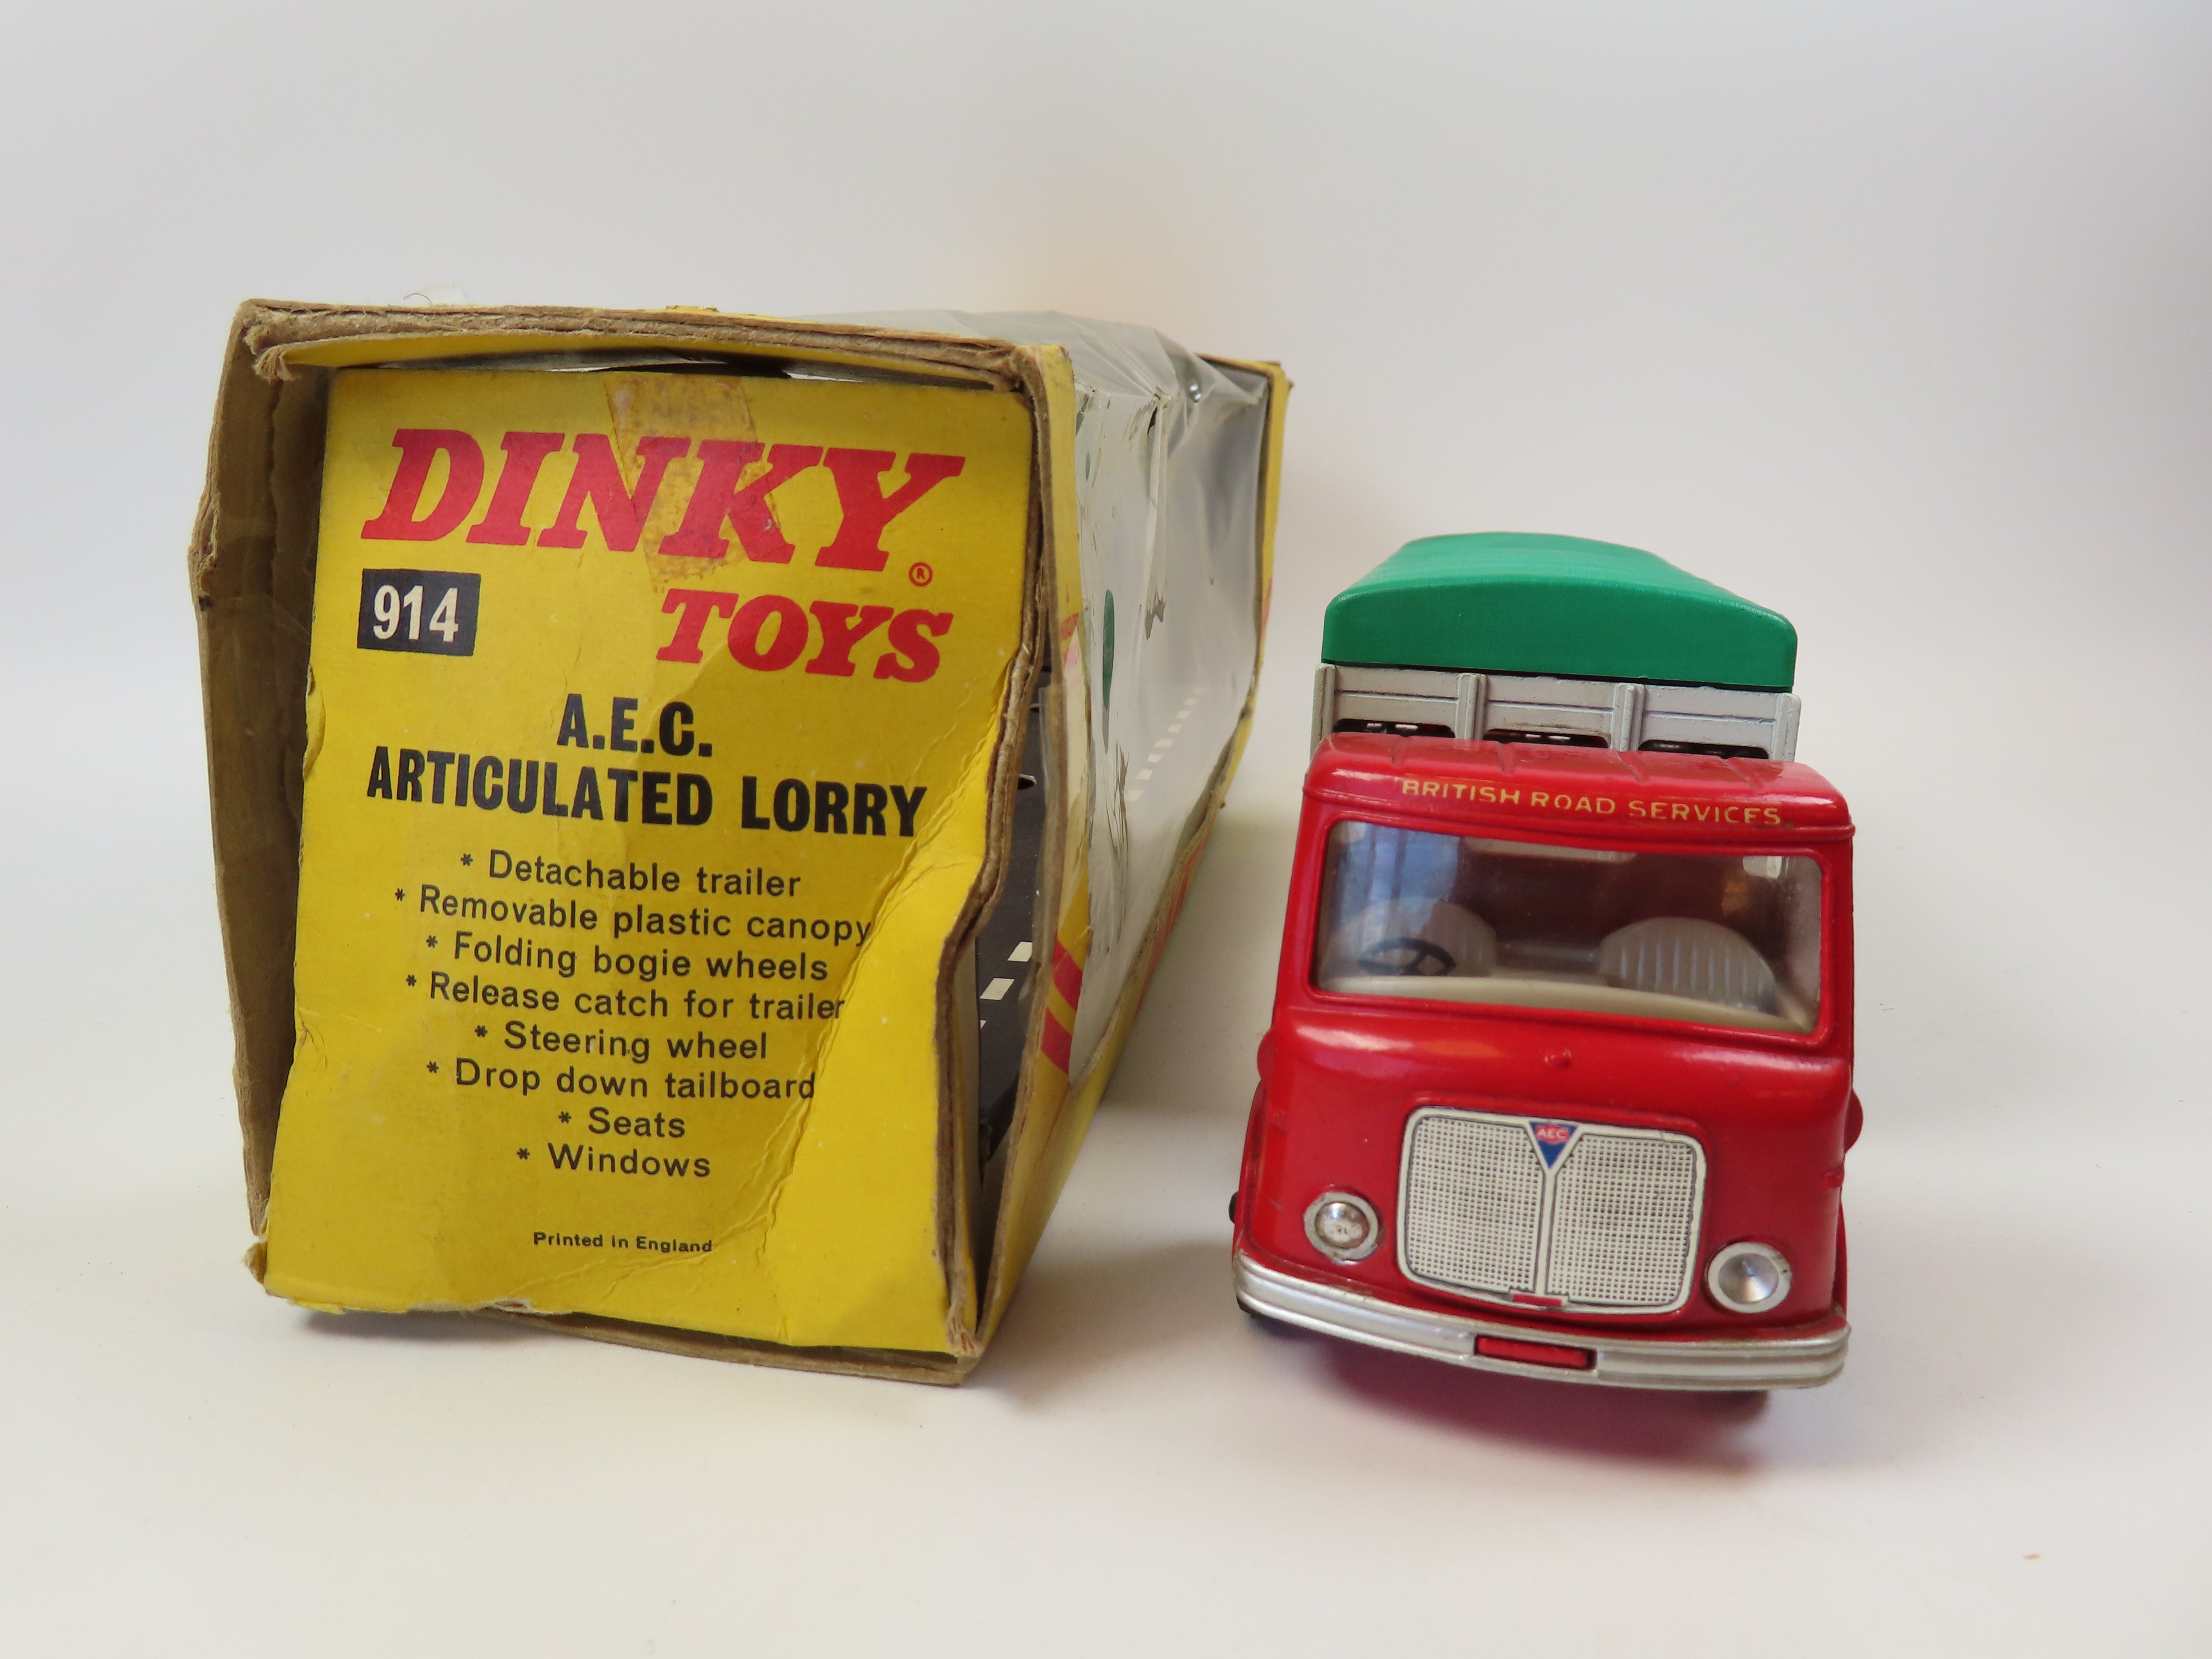 DINKY®
TOYS
914
A.E.C.
ARTICULATED LORRY
* Detachable trailer
* Removable plastic canopy
* Folding bogie wheels
* Release catch for trailer
* Steering wheel
* Drop down tailboard
* Seats
* Windows
Printed in England
BRITISH ROAD SERVICES
AEC